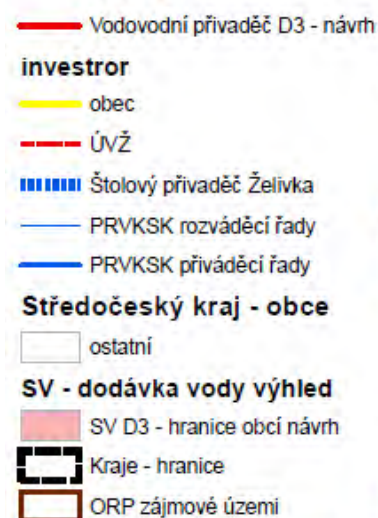 Vodovodní přivaděč D3 - návrh
investror
obec
ÚVŽ
Štolový přivaděč Želivka
PRVKSK rozváděcí řady
PRVKSK přiváděcí řady
Středočeský kraj - obce
ostatní
SV - dodávka vody výhled
SV D3 - hranice obcí návrh
Kraje - hranice
ORP zájmové území